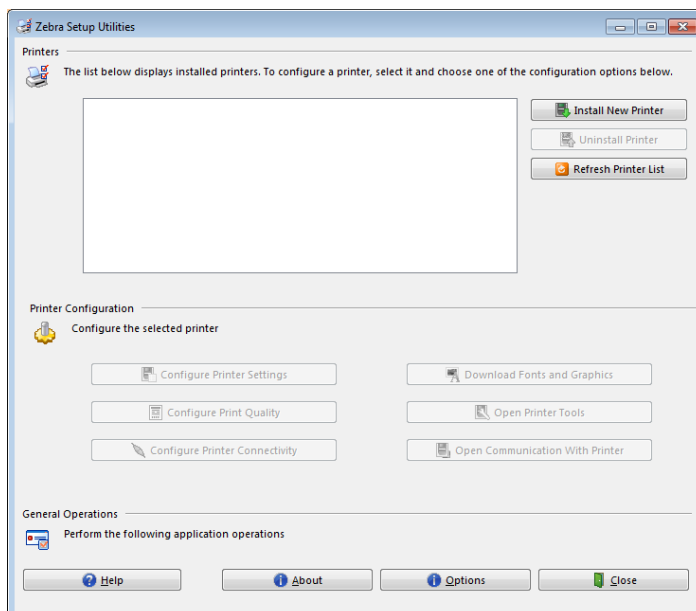 Zebra Setup Utilities
Printers
The list below displays installed printers. To configure a printer, select it and choose one of the configuration options below.
Install New Printer
Uninstall Printer
Refresh Printer List
Printer Configuration
Configure the selected printer
Configure Printer Settings
Download Fonts and Graphics
Configure Print Quality
Open Printer Tools
Configure Printer Connectivity
Open Communication With Printer
General Operations
Perform the following application operations
Help
About
Options
Close